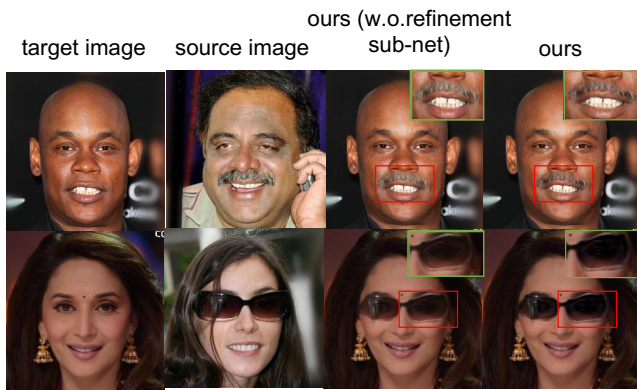 target image
source image
ours (w.o.refinement
sub-net)
ours